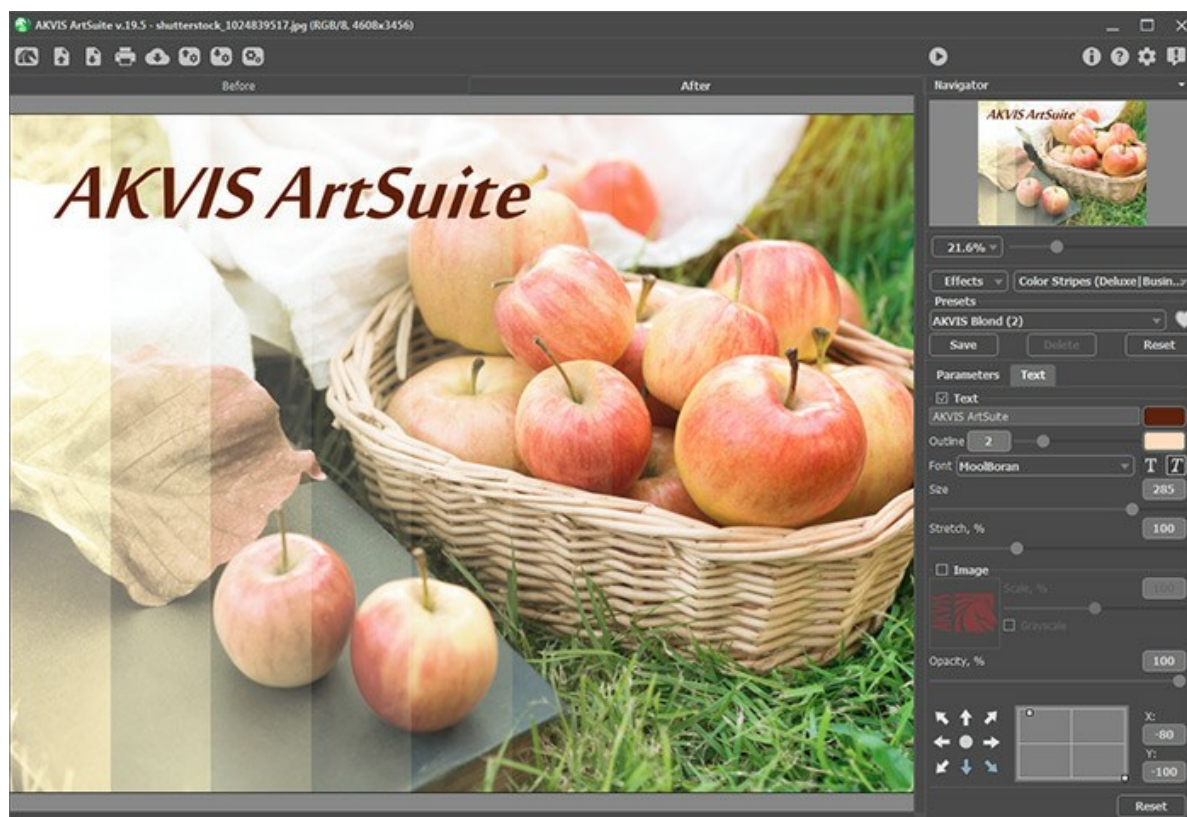 AKVIS ArtSuite v.19.5 - shutterstock_1024839517.jpg (RGB/8, 4608x3456)
Before
After
Navigator
AKVIS ArtSuite
AKVIS ArtSuite
21.6%
Effects
Color Stripes (Deluxe|Busin...
Presets
AKVIS Blond (2)
Save
Delete
Reset
Parameters
Text
Text
AKVIS ArtSuite
Outline
2
Font
MoolBoran
T
T
Size
285
Stretch, %
100
Image
Scale, %
100
AKVIS
Grayscale
Opacity, %
100
X:
-80
Y:
-100
Reset